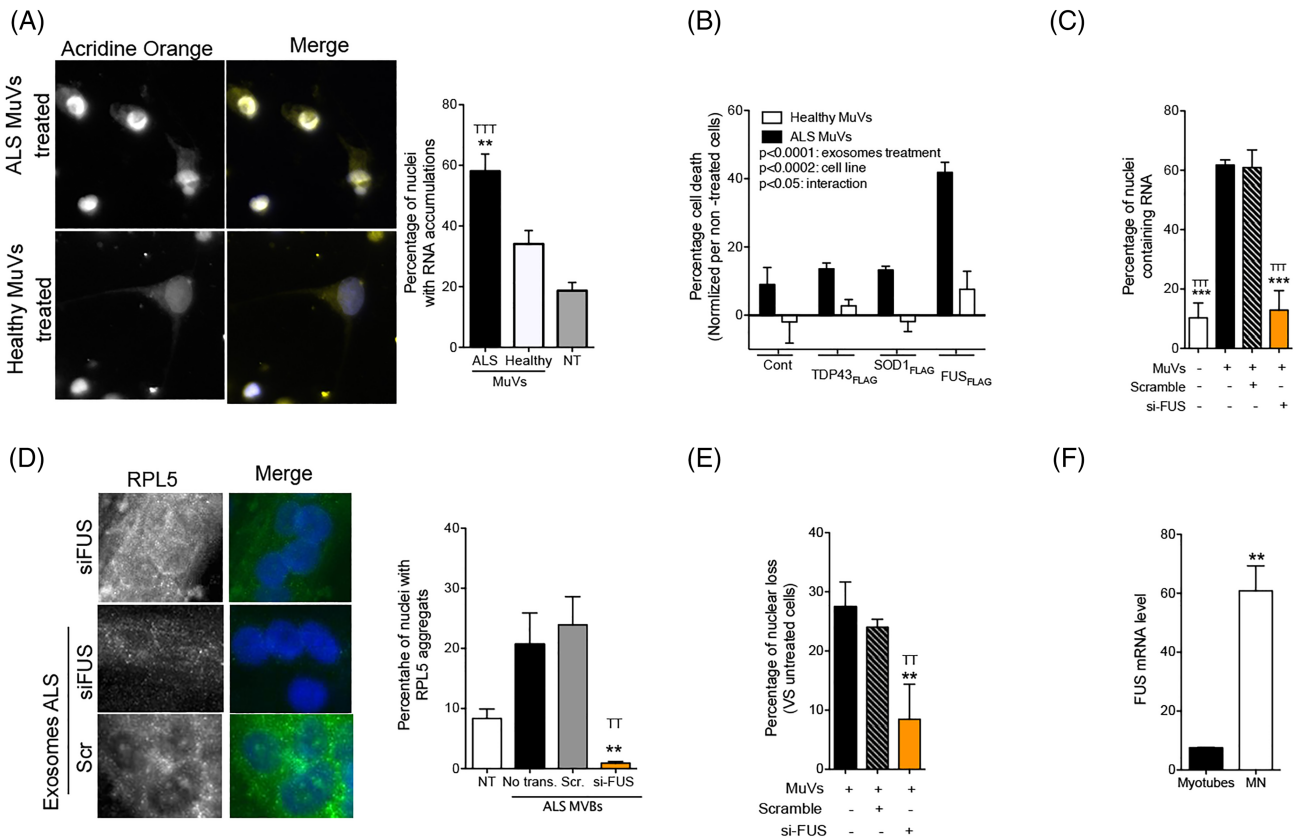 (A)
Acridine Orange
Merge
ALS MuVs
treated
Healthy MuVs
treated
Percentage of nuclei
with RNA accumulations
80
60
40
20
0
TTT
**
ALS
Healthy
NT
MuVs
(B)
Percentage cell death
(Normlized per non -treated cells)
60
40
20
0
Healthy MuVs
ALS MuVs
p<0.0001: exosomes treatment
p<0.0002: cell line
p<0.05: interaction
Cont
TDP43FLAG
SOD1FLAG
FUSFLAG
(C)
Percentage of nuclei
containing RNA
80
60
40
20
0
TTT
***
TTT
***
MuVs - + + +
Scramble - - + -
si-FUS - - - +
(D)
RPL5
Merge
siFUS
siFUS
Scr
Exosomes ALS
Percentahe of nuclei with
RPL5 aggregats
40
30
20
10
0
TT
**
NT
No trans.
Scr.
si-FUS
ALS MVBs
(E)
Percentage of nuclear loss
(VS untreated cells)
40
30
20
10
0
TT
**
MuVs + + +
Scramble - + -
si-FUS - - +
(F)
FUS mRNA level
80
60
40
20
0
**
Myotubes
MN